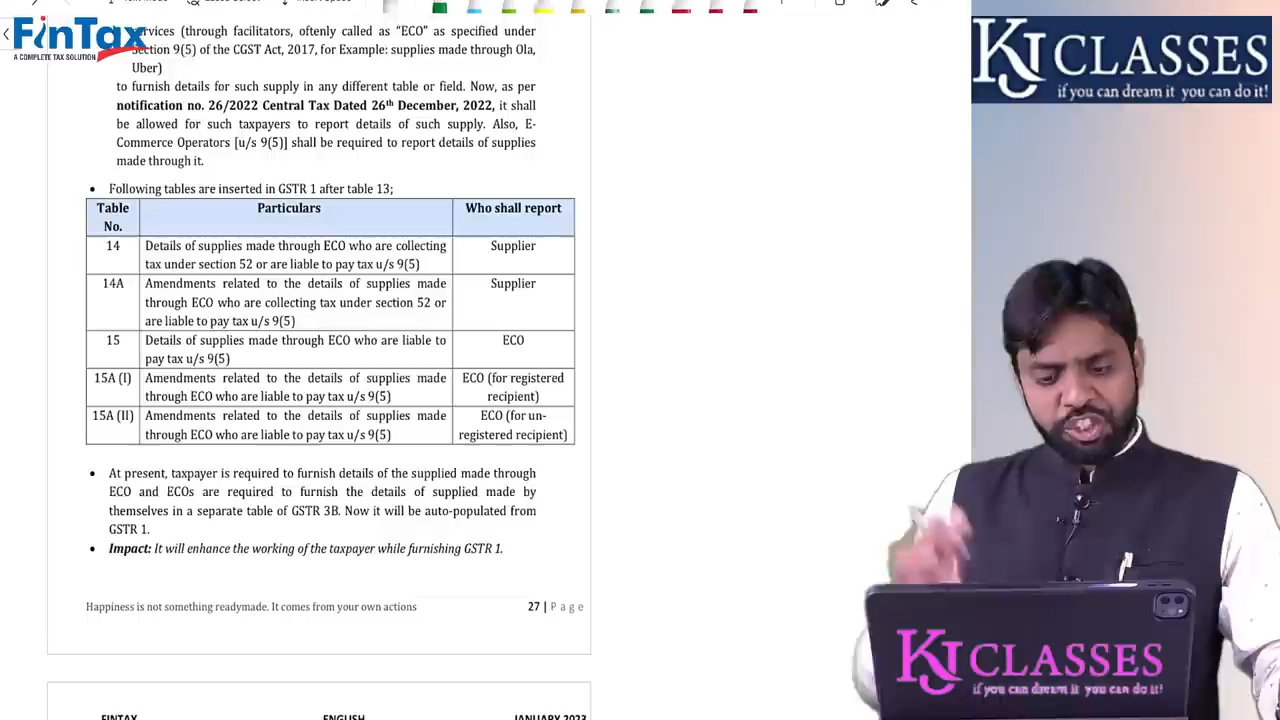 FinTax
A COMPLETE TAX SOLUTION
services (through facilitators, oftenly called as “ECO” as specified under
Section 9(5) of the CGST Act, 2017, for Example: supplies made through Ola,
Uber)
to furnish details for such supply in any different table or field. Now, as per
notification no. 26/2022 Central Tax Dated 26th December, 2022, it shall
be allowed for such taxpayers to report details of such supply. Also, E-
Commerce Operators [u/s 9(5)] shall be required to report details of supplies
made through it.
• Following tables are inserted in GSTR 1 after table 13;
Table Particulars Who shall report
No.
14 Details of supplies made through ECO who are collecting Supplier
tax under section 52 or are liable to pay tax u/s 9(5)
14A Amendments related to the details of supplies made Supplier
through ECO who are collecting tax under section 52 or
are liable to pay tax u/s 9(5)
15 Details of supplies made through ECO who are liable to ECO
pay tax u/s 9(5)
15A (I) Amendments related to the details of supplies made ECO (for registered
through ECO who are liable to pay tax u/s 9(5) recipient)
15A (II) Amendments related to the details of supplies made ECO (for un-
through ECO who are liable to pay tax u/s 9(5) registered recipient)
• At present, taxpayer is required to furnish details of the supplied made through
ECO and ECOs are required to furnish the details of supplied made by
themselves in a separate table of GSTR 3B. Now it will be auto-populated from
GSTR 1.
• Impact: It will enhance the working of the taxpayer while furnishing GSTR 1.
Happiness is not something readymade. It comes from your own actions 27 | Page
FINTAX ENGLISH JANUARY 2023
KJ CLASSES
if you can dream it you can do it!
KJ CLASSES
if you can dream it you can do it!